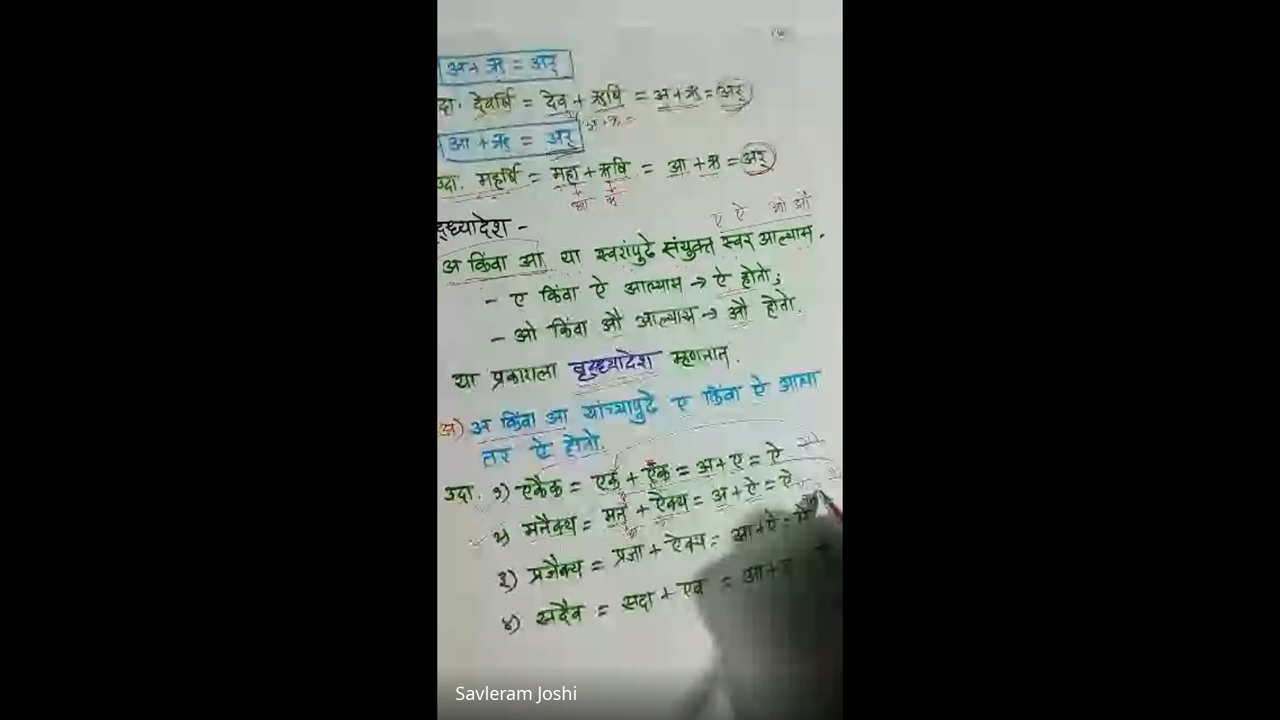 अ + ऋ = अर्
दा. देवर्षि = देव + ऋषि = अ + ऋ = अर्
अ + ऋ =
आ + ऋ = अर्
उदा. महर्षि = महा + ऋषि = आ + ऋ = अर्
आ ऋ
द्ध्यादेश -
ए ऐ ओ औ
अ किंवा आ या स्वरांपुढे संयुक्त स्वर आल्यास.
- ए किंवा ऐ आल्यास → ऐ होतो;
- ओ किंवा औ आल्यास → औ होतो.
या प्रकाराला वृद्ध्यादेश म्हणतात.
अ) अ किंवा आ यांच्यापुढे ए किंवा ऐ आला
तर ऐ होतो.
उदा. १) एकैक = एक + एक = अ + ए = ऐ
२) मतैक्य = मत + ऐक्य = अ + ऐ = ऐ
३) प्रजैक्य = प्रजा + ऐक्य = आ + ऐ = ऐ
४) सदैव = सदा + एव = आ + ए
Savleram Joshi